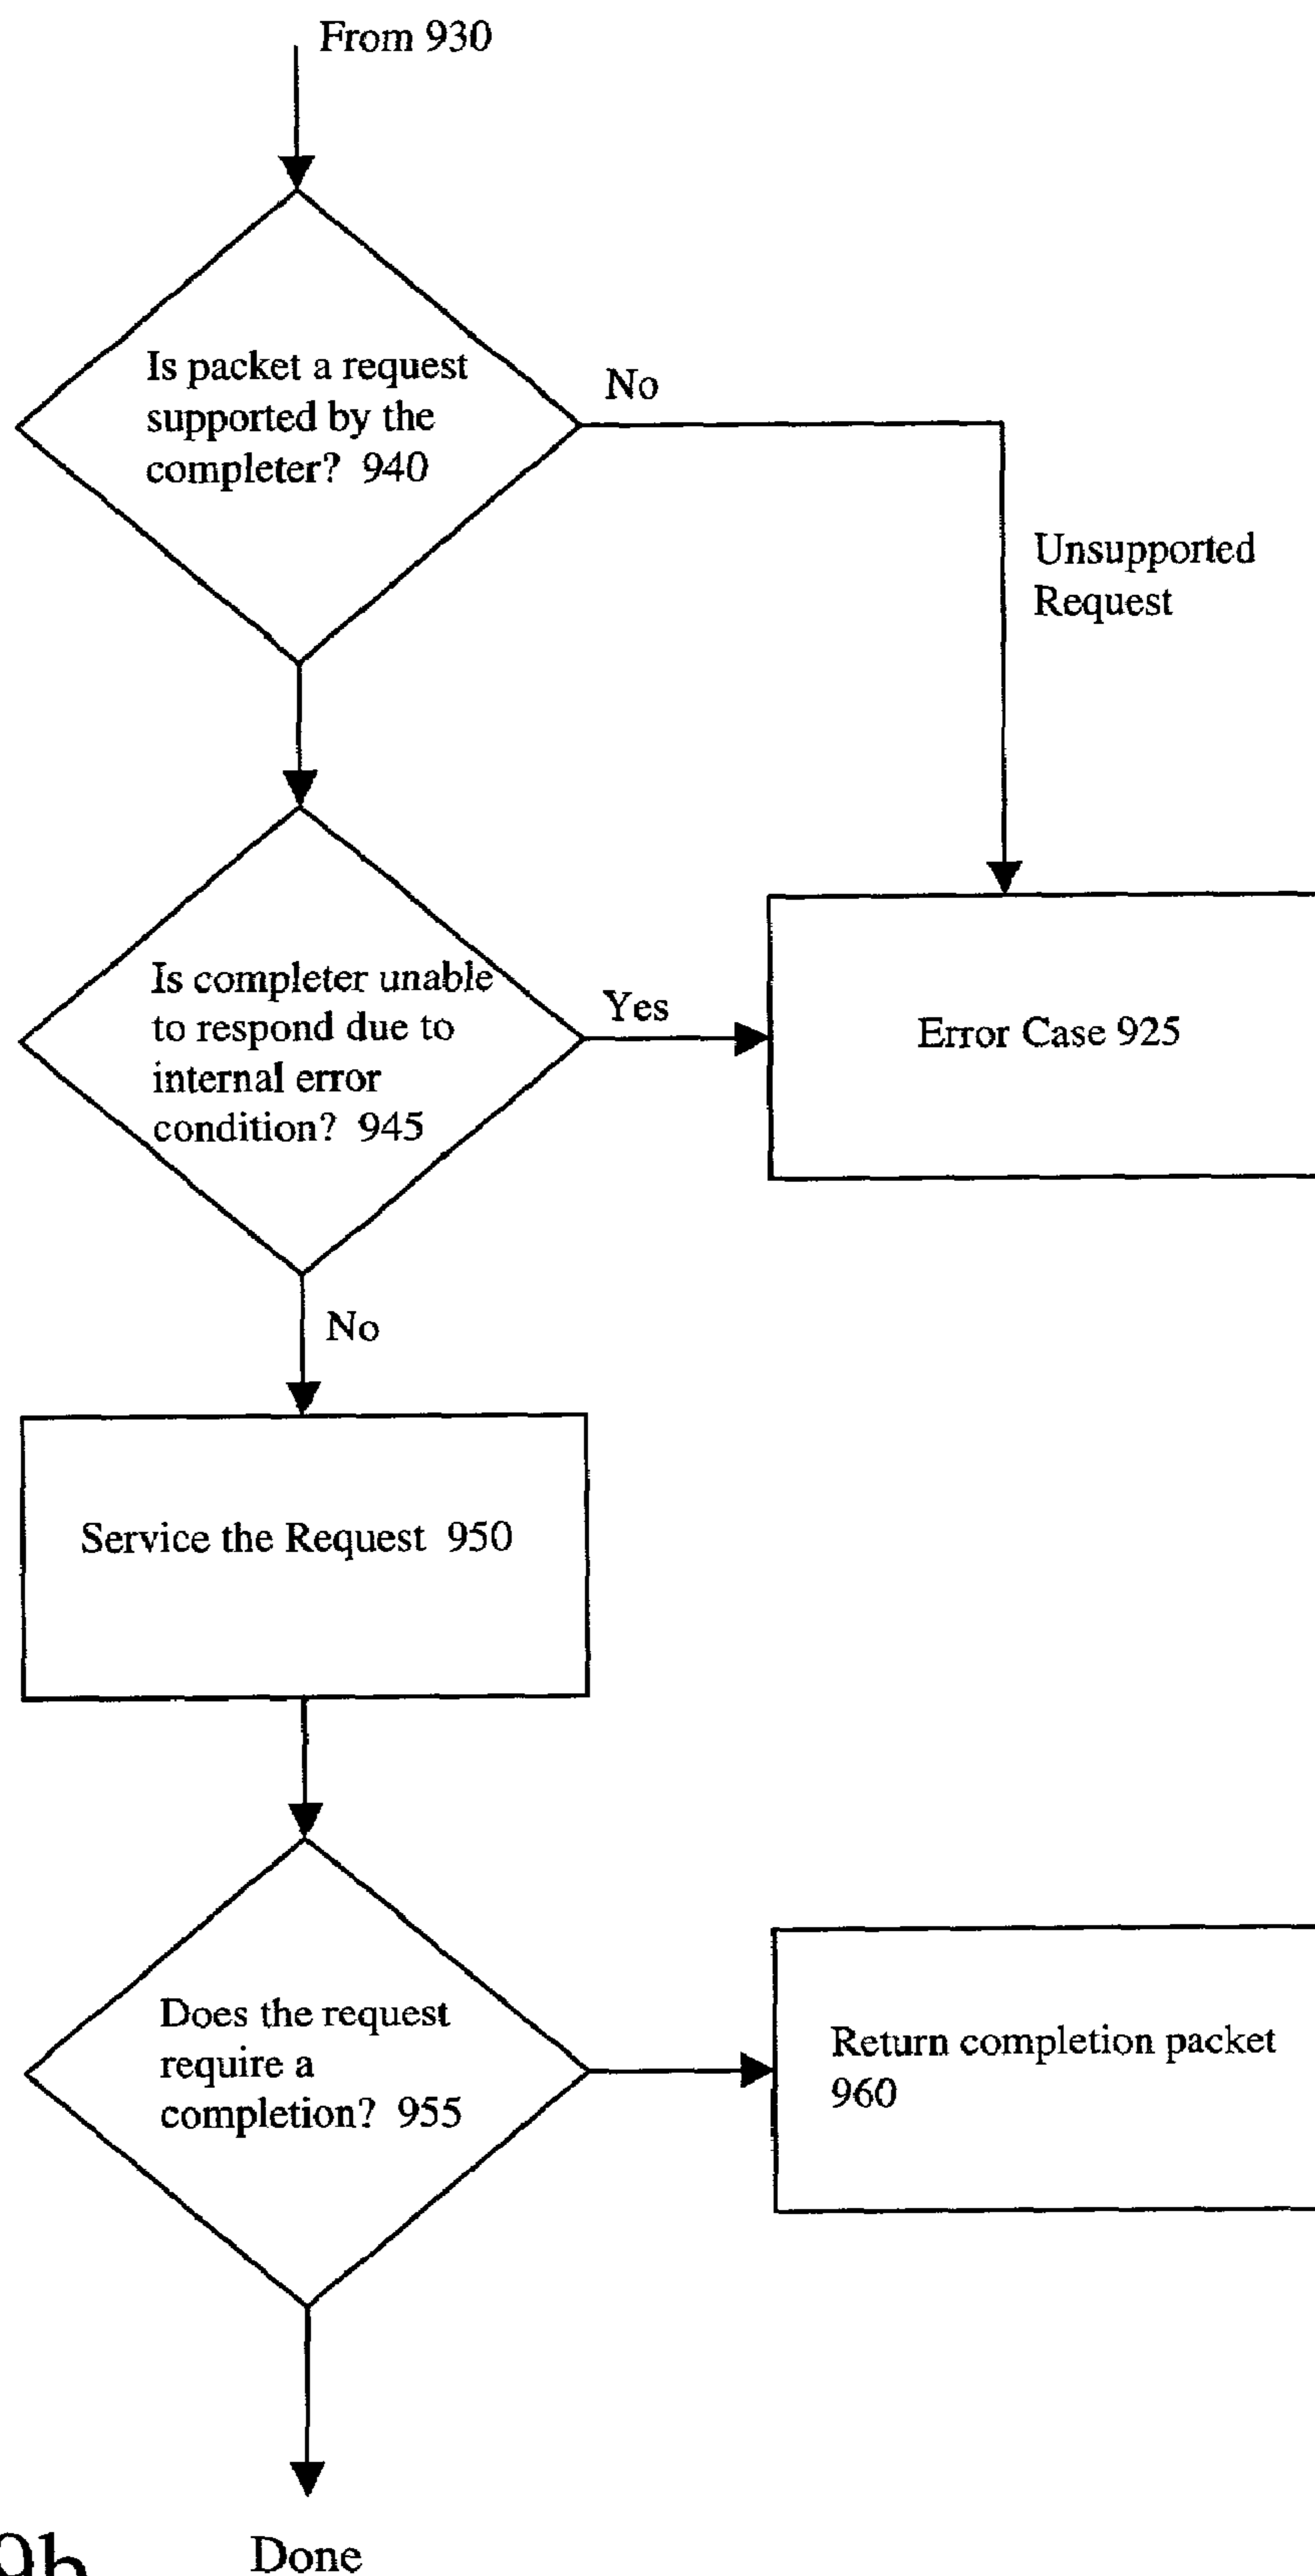 From 930
Is packet a request
supported by the
completer? 940
No
Unsupported
Request
Is completer unable
to respond due to
internal error
condition? 945
Yes
Error Case 925
No
Service the Request 950
Does the request
require a
completion? 955
Return completion packet
960
Done
9b